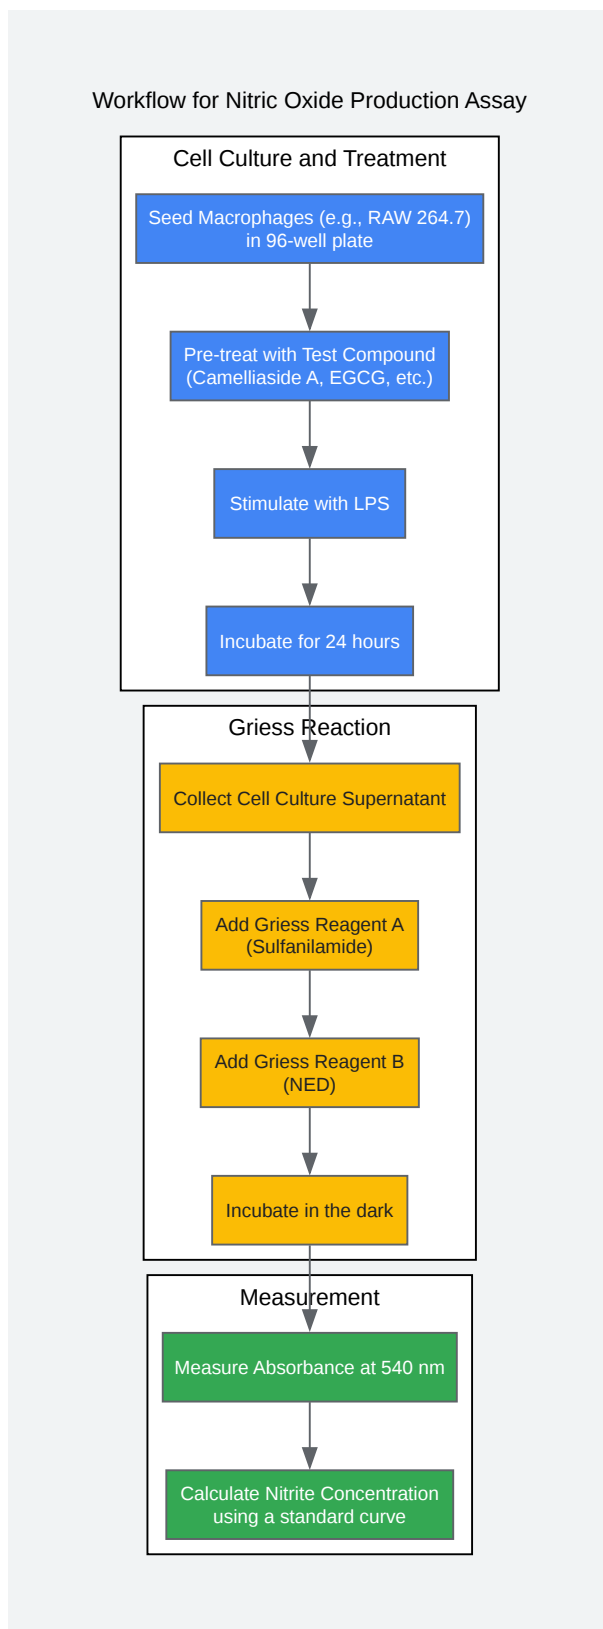 Workflow for Nitric Oxide Production Assay
Cell Culture and Treatment
Seed Macrophages (e.g., RAW 264.7)
in 96-well plate
Pre-treat with Test Compound
(Camelliaside A, EGCG, etc.)
Stimulate with LPS
Incubate for 24 hours
Griess Reaction
Collect Cell Culture Supernatant
Add Griess Reagent A
(Sulfanilamide)
Add Griess Reagent B
(NED)
Incubate in the dark
Measurement
Measure Absorbance at 540 nm
Calculate Nitrite Concentration
using a standard curve